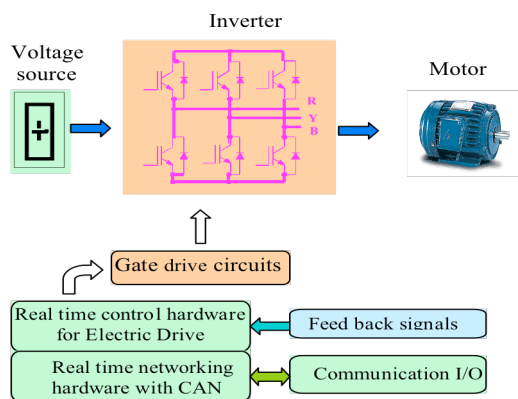 Inverter
Voltage
source
Motor
R
Y
B
Gate drive circuits
Real time control hardware
for Electric Drive
Feed back signals
Real time networking
hardware with CAN
Communication I/O